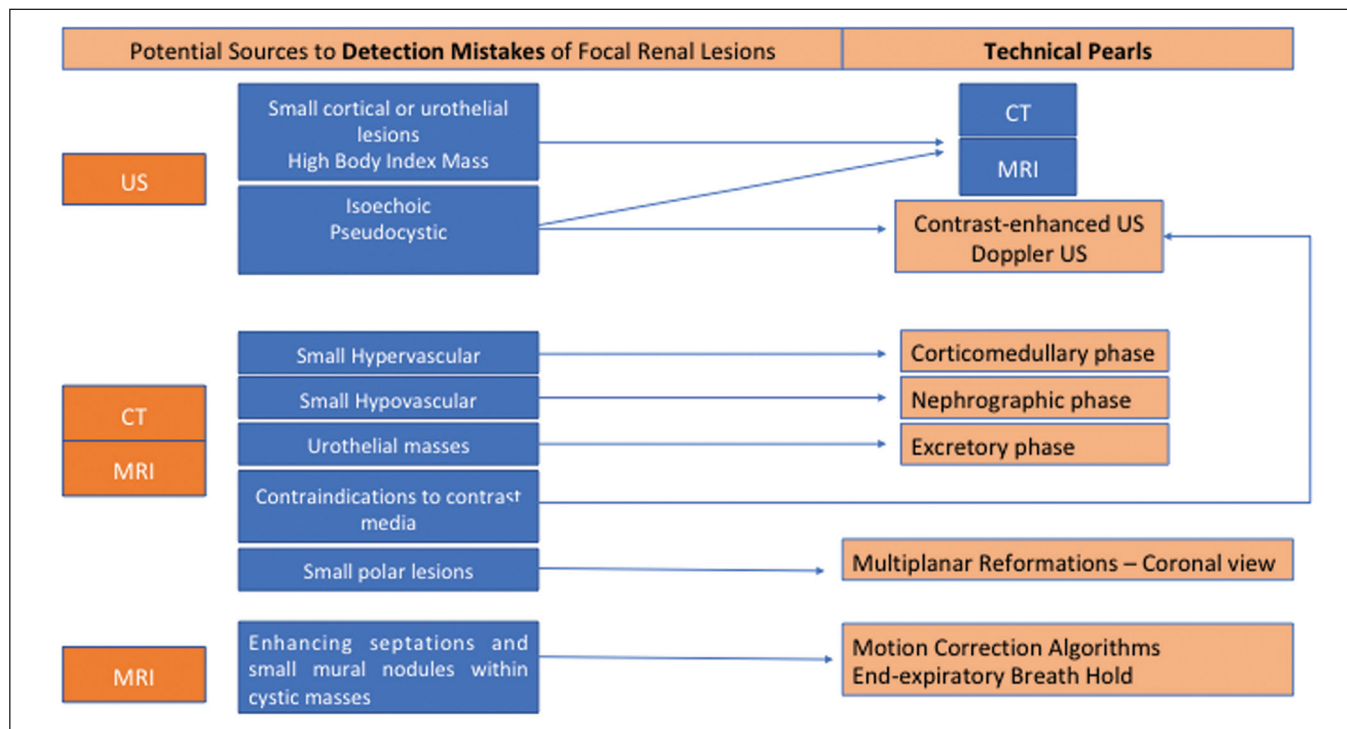 Potential Sources to Detection Mistakes of Focal Renal Lesions
Technical Pearls
US
Small cortical or urothelial
lesions
High Body Index Mass
Isoechoic
Pseudocystic
CT
MRI
Contrast-enhanced US
Doppler US
CT
MRI
Small Hypervascular
Corticomedullary phase
Small Hypovascular
Nephrographic phase
Urothelial masses
Excretory phase
Contraindications to contrast
media
Small polar lesions
Multiplanar Reformations – Coronal view
MRI
Enhancing septations and
small mural nodules within
cystic masses
Motion Correction Algorithms
End-expiratory Breath Hold